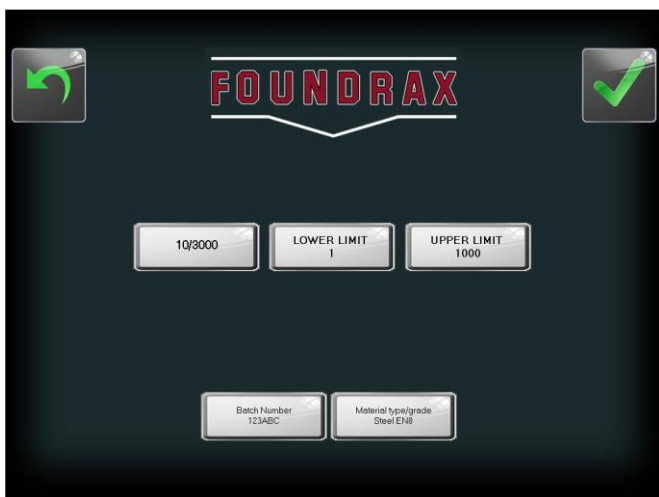 FOUNDRAX
10/3000
LOWER LIMIT
1
UPPER LIMIT
1000
Batch Number
123ABC
Material type/grade
Steel EN8